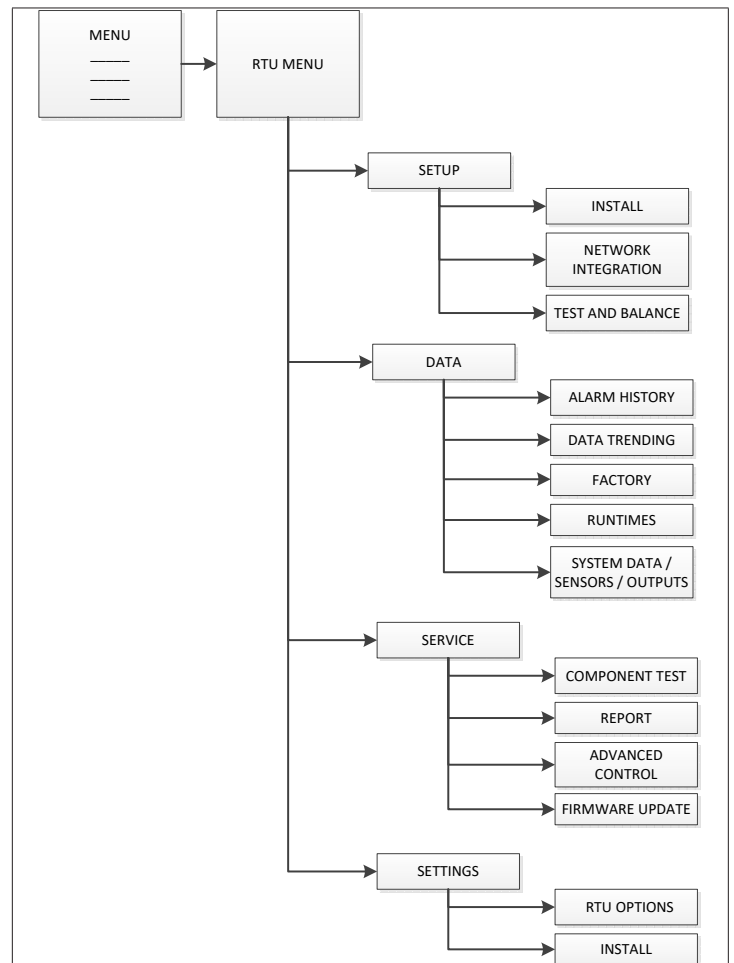 MENU
RTU MENU
SETUP
INSTALL
NETWORK
INTEGRATION
TEST AND BALANCE
DATA
ALARM HISTORY
DATA TRENDING
FACTORY
RUNTIMES
SYSTEM DATA /
SENSORS / OUTPUTS
SERVICE
COMPONENT TEST
REPORT
ADVANCED
CONTROL
FIRMWARE UPDATE
SETTINGS
RTU OPTIONS
INSTALL